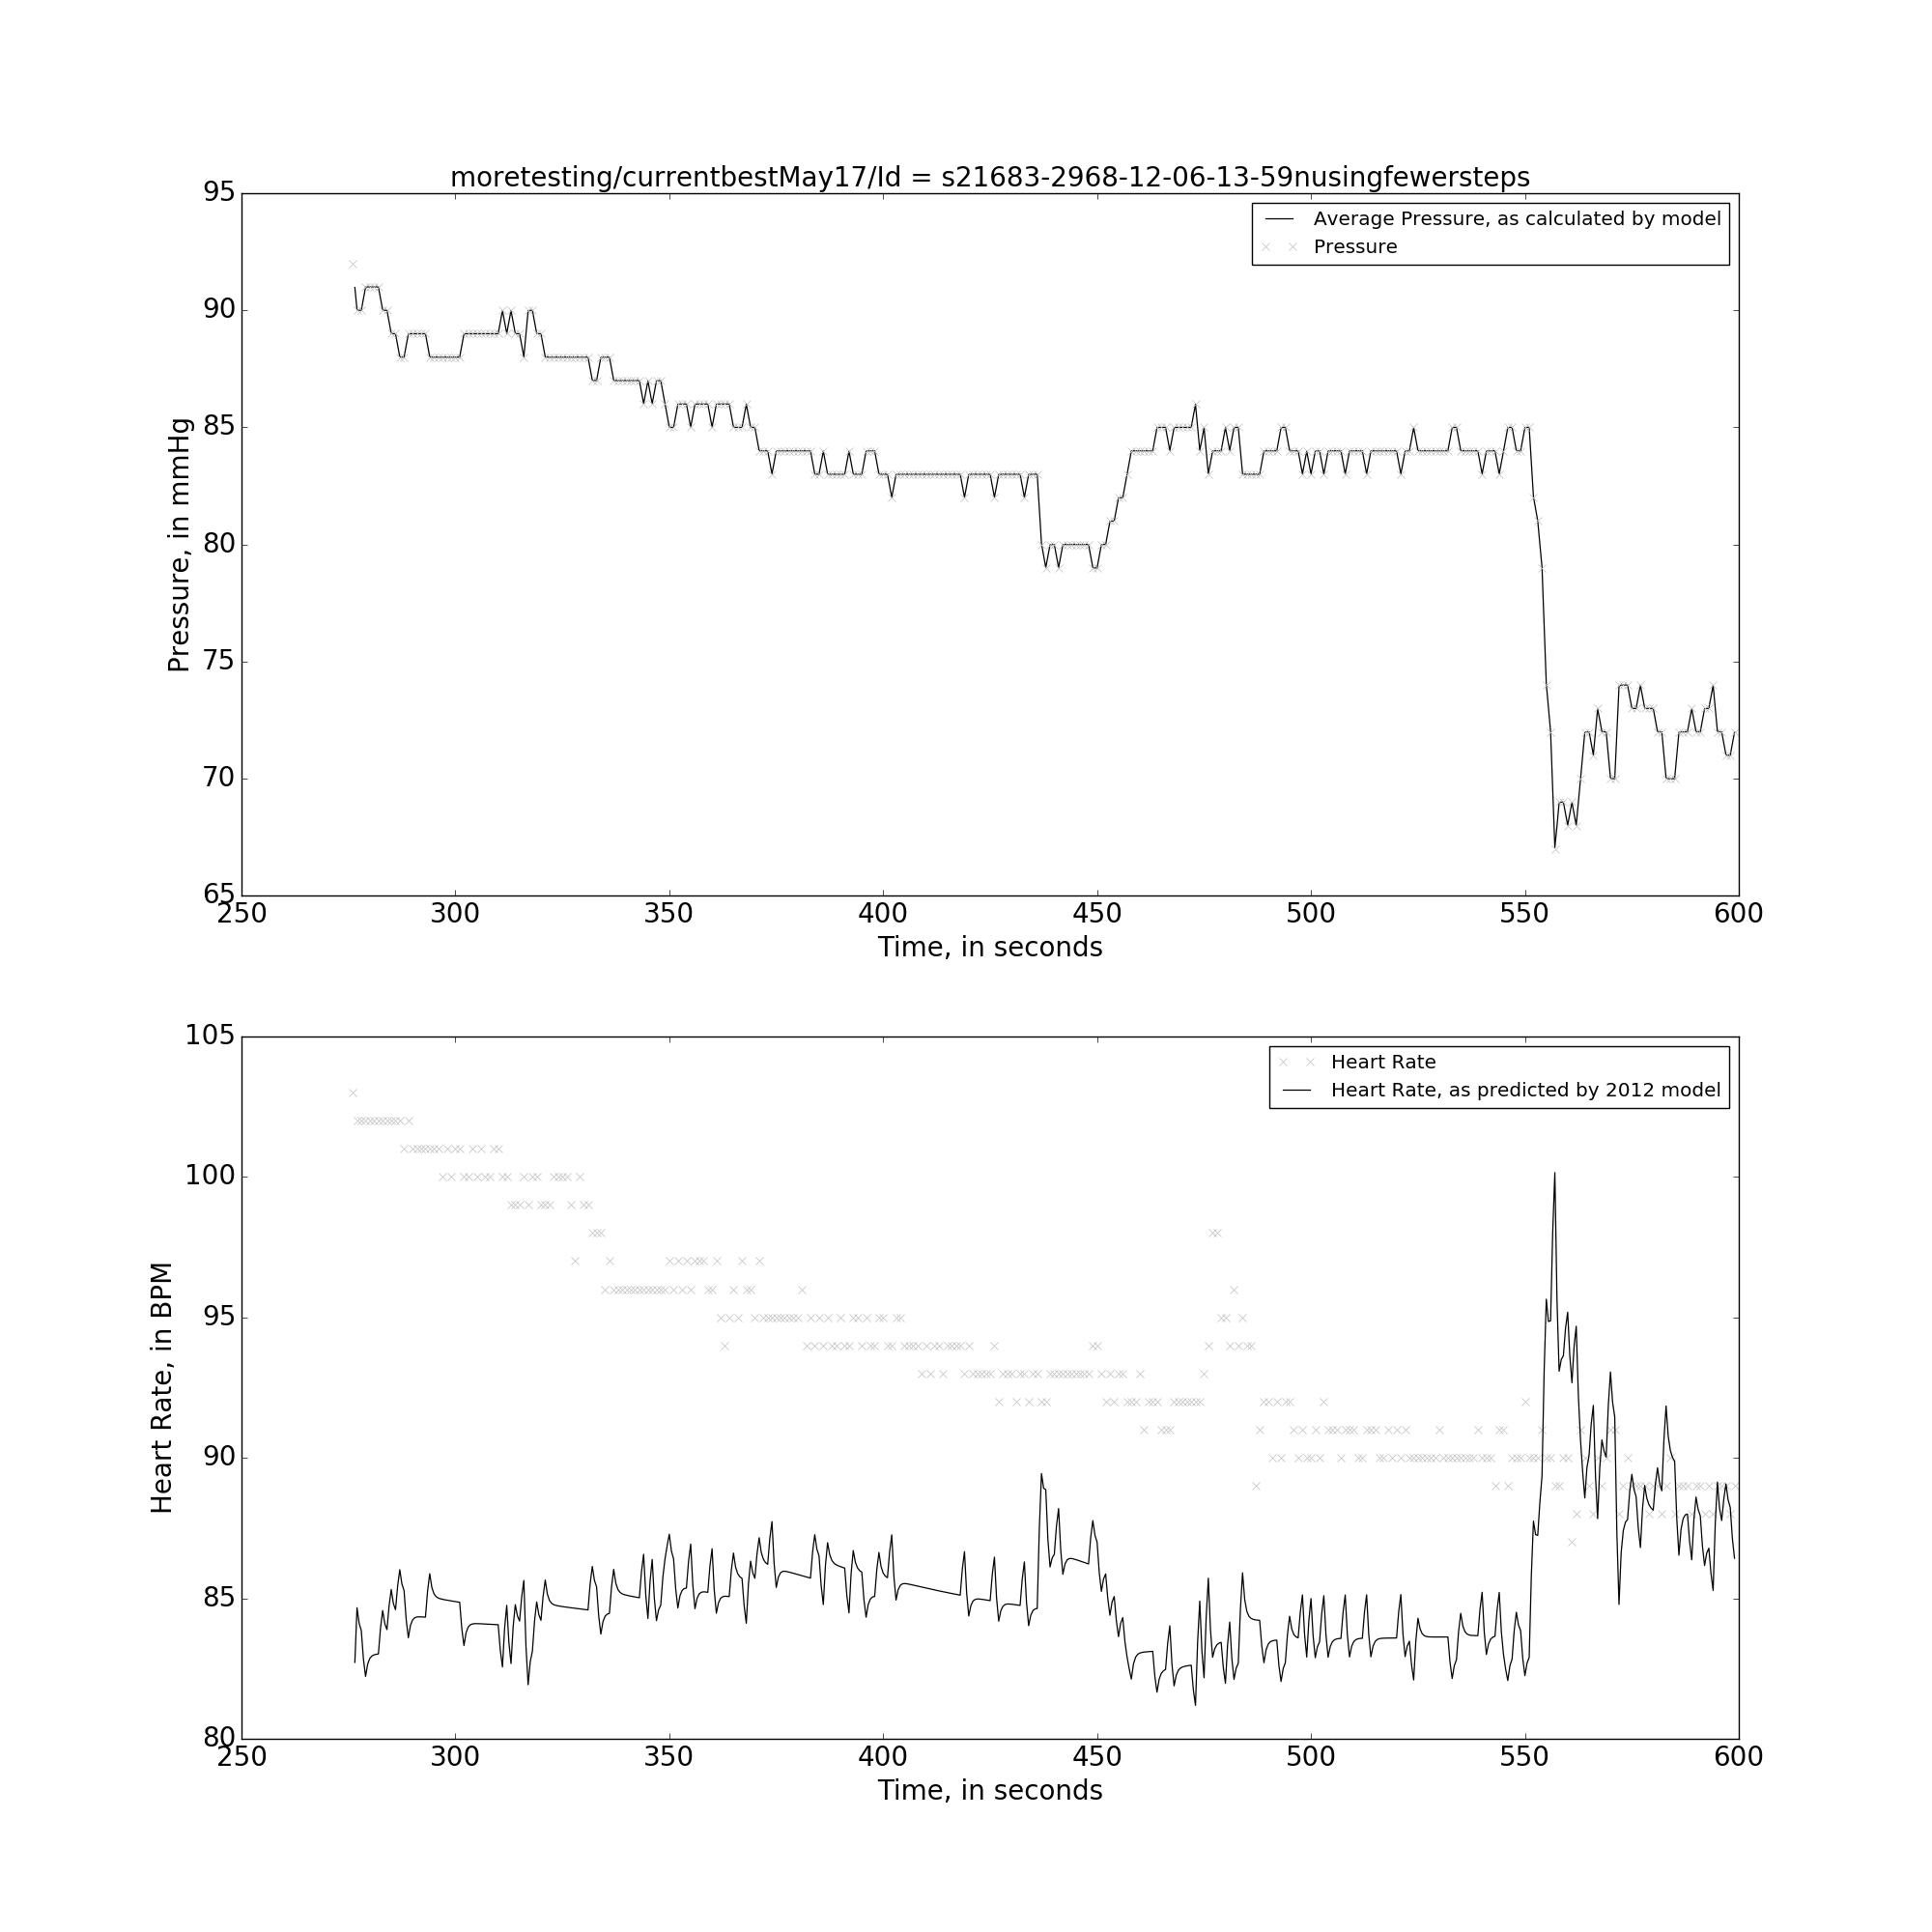 moretesting/currentbestMay17/Id = s21683-2968-12-06-13-59nusingfewersteps
95
90
85
80
75
70
65
Pressure, in mmHg
Average Pressure, as calculated by model
Pressure
250 300 350 400 450 500 550 600
Time, in seconds
105
100
95
90
85
80
Heart Rate, in BPM
Heart Rate
Heart Rate, as predicted by 2012 model
250 300 350 400 450 500 550 600
Time, in seconds